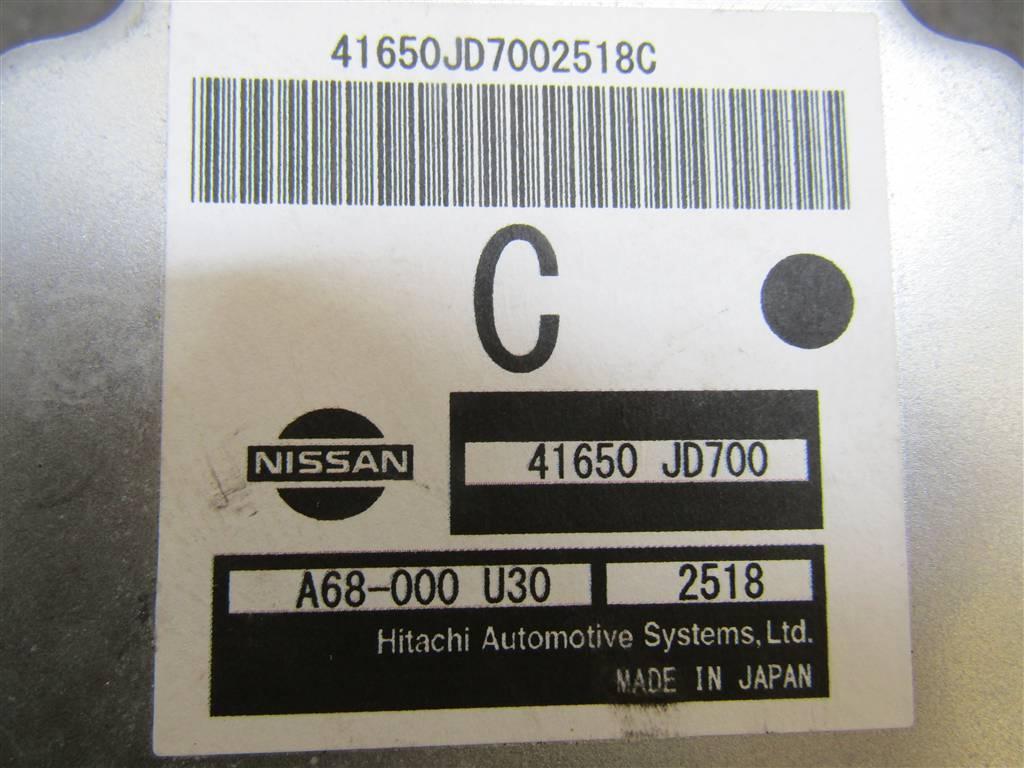 41650JD7002518C
C
NISSAN
41650 JD700
A68-000 U30
2518
Hitachi Automotive Systems, Ltd.
MADE IN JAPAN